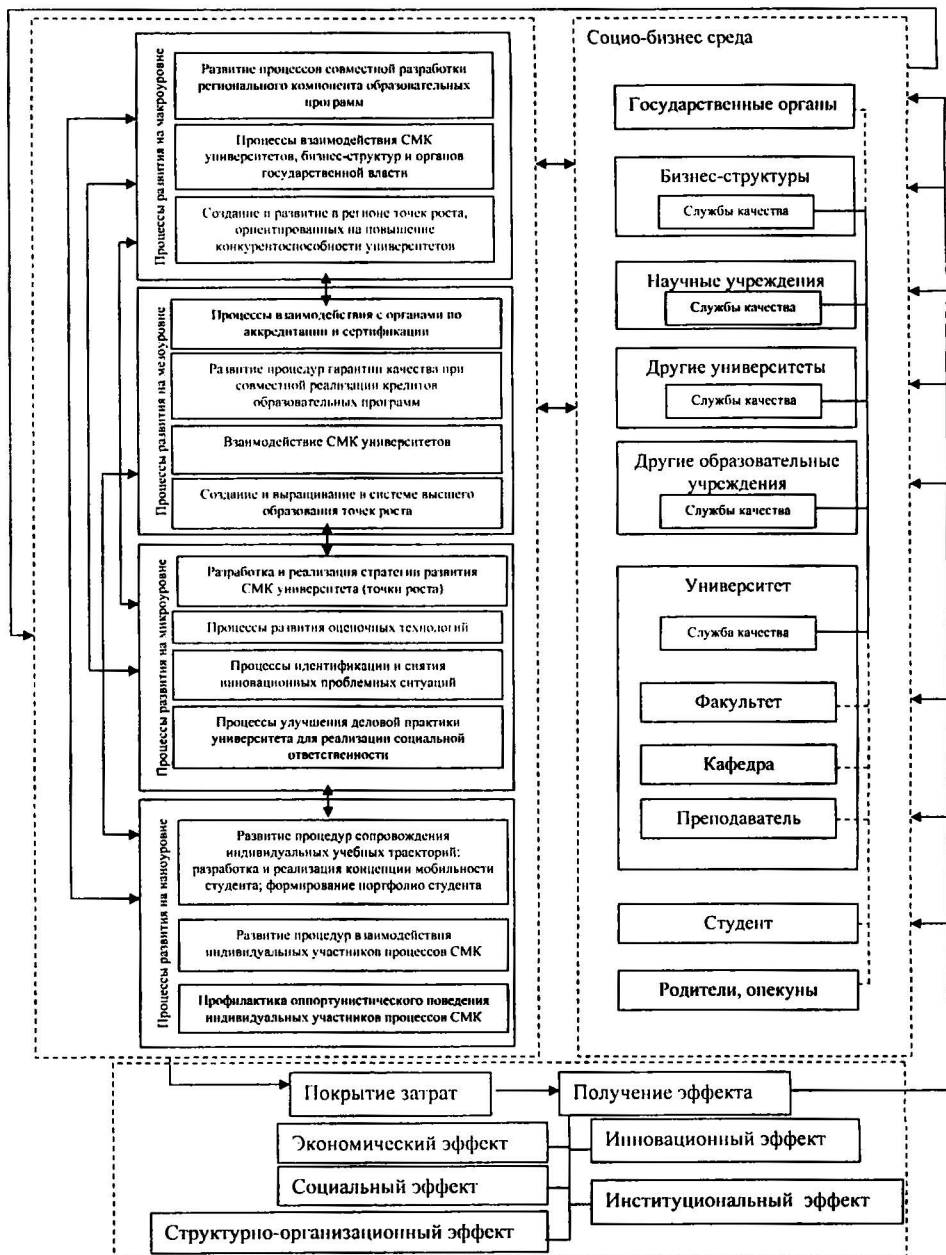 Процессы развития на макроуровне
Развитие процессов совместной разработки
регионального компонента образовательных
программ
Процессы взаимодействия СМК
университетов, бизнес-структур и органов
государственной власти
Создание и развитие в регионе точек роста,
ориентированных на повышение
конкурентоспособности университетов
Процессы развития на мезоуровне
Процессы взаимодействия с органами по
аккредитации и сертификации
Развитие процедур гарантии качества при
совместной реализации кредитов
образовательных программ
Взаимодействие СМК университетов
Создание и выращивание в системе высшего
образования точек роста
Процессы развития на микроуровне
Разработка и реализация стратегии развития
СМК университета (точки роста)
Процессы развития оценочных технологий
Процессы идентификации и снятия
инновационных проблемных ситуаций
Процессы улучшения деловой практики
университета для реализации социальной
ответственности
Процессы развития на наноуровне
Развитие процедур сопровождения
индивидуальных учебных траекторий:
разработка и реализация концепции мобильности
студента; формирование портфолио студента
Развитие процедур взаимодействия
индивидуальных участников процессов СМК
Профилактика оппортунистического поведения
индивидуальных участников процессов СМК
Социо-бизнес среда
Государственные органы
Бизнес-структуры
Службы качества
Научные учреждения
Службы качества
Другие университеты
Службы качества
Другие образовательные
учреждения
Службы качества
Университет
Служба качества
Факультет
Кафедра
Преподаватель
Студент
Родители, опекуны
Покрытие затрат
Получение эффекта
Экономический эффект
Инновационный эффект
Социальный эффект
Институциональный эффект
Структурно-организационный эффект